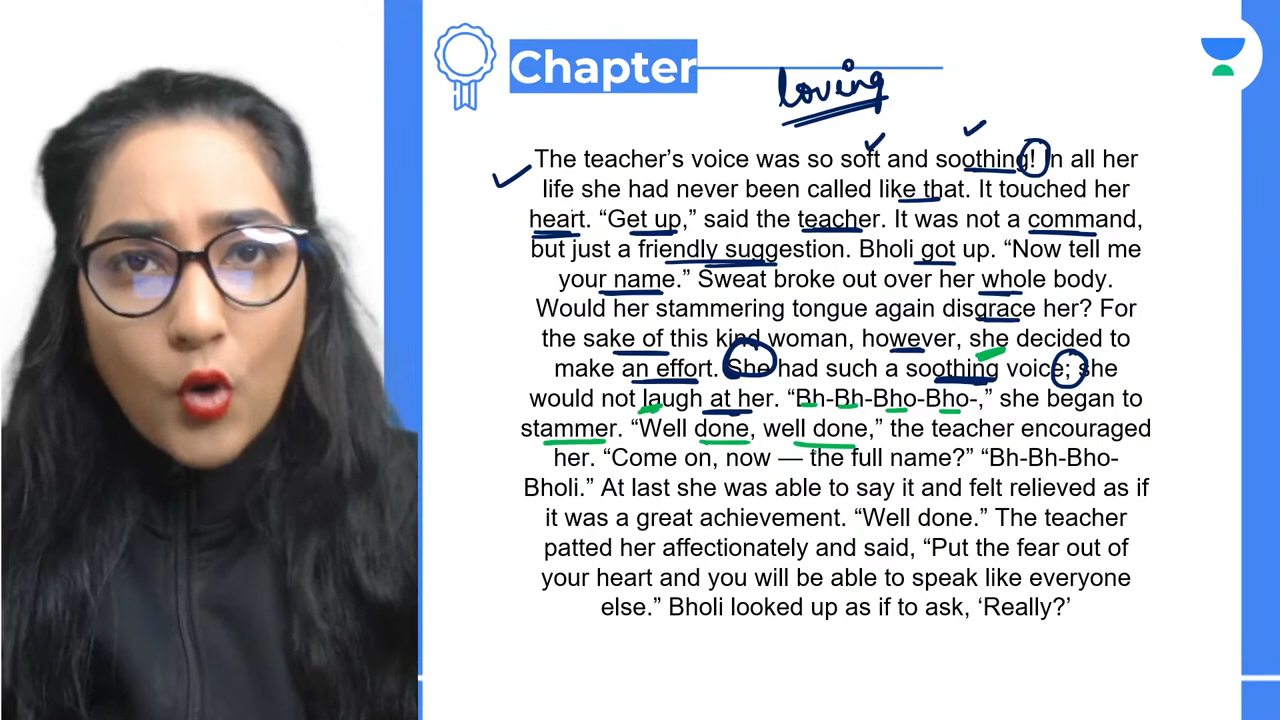 Chapter
loving
The teacher’s voice was so soft and soothing! In all her
life she had never been called like that. It touched her
heart. “Get up,” said the teacher. It was not a command,
but just a friendly suggestion. Bholi got up. “Now tell me
your name.” Sweat broke out over her whole body.
Would her stammering tongue again disgrace her? For
the sake of this kind woman, however, she decided to
make an effort. She had such a soothing voice; she
would not laugh at her. “Bh-Bh-Bho-Bho-,” she began to
stammer. “Well done, well done,” the teacher encouraged
her. “Come on, now — the full name?” “Bh-Bh-Bho-
Bholi.” At last she was able to say it and felt relieved as if
it was a great achievement. “Well done.” The teacher
patted her affectionately and said, “Put the fear out of
your heart and you will be able to speak like everyone
else.” Bholi looked up as if to ask, ‘Really?’